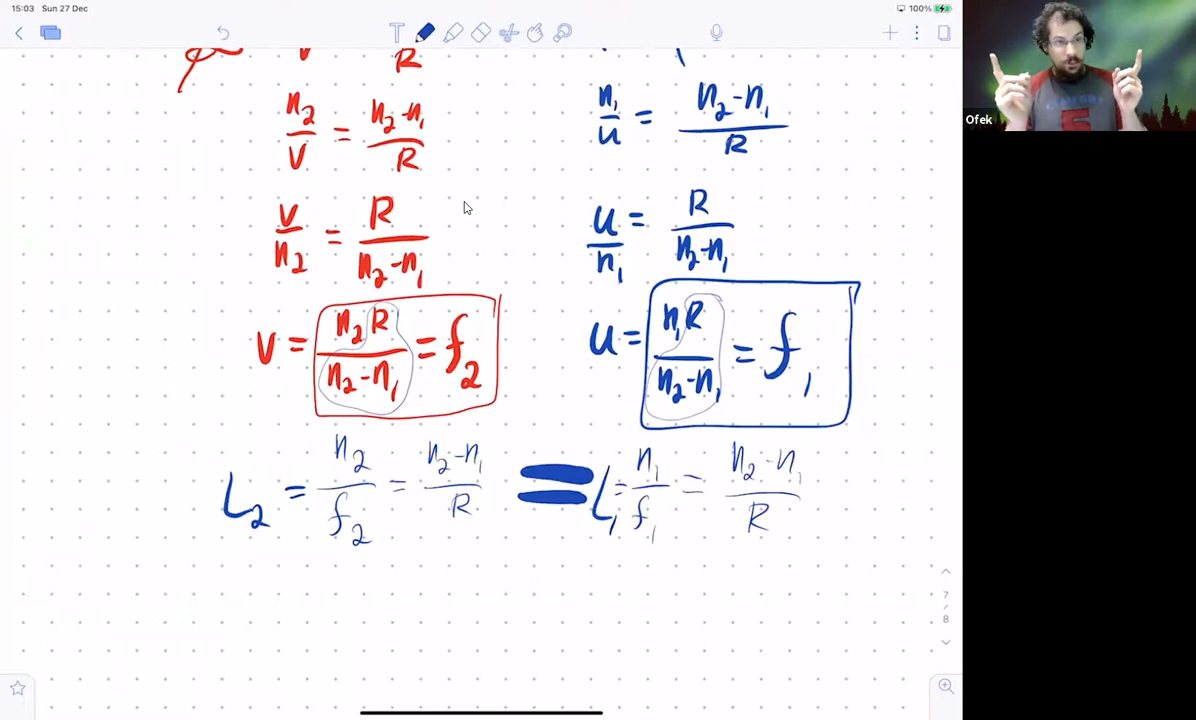 15:03 Sun 27 Dec
100%
R
n₂/v = (n₂-n₁)/R
n₁/u = (n₂-n₁)/R
v/n₂ = R/(n₂-n₁)
u/n₁ = R/(n₂-n₁)
v = n₂R/(n₂-n₁) = f₂
u = n₁R/(n₂-n₁) = f₁
L₂ = n₂/f₂ = (n₂-n₁)/R = L₁ = n₁/f₁ = (n₂-n₁)/R
Ofek
7
/
8